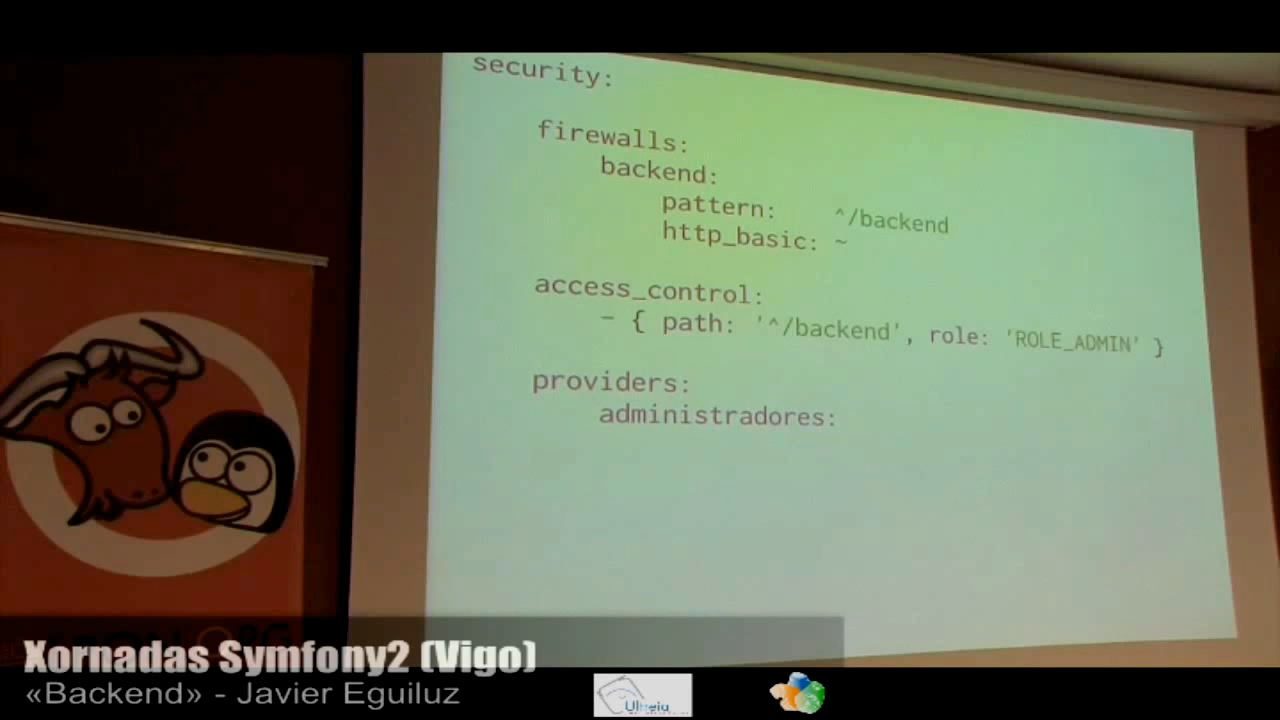 security:
firewalls:
backend:
pattern: ^/backend
http_basic: ~
access_control:
- { path: '^/backend', role: 'ROLE_ADMIN' }
providers:
administradores:
Xornadas Symfony2 (Vigo)
«Backend» - Javier Eguiluz
Ultreia